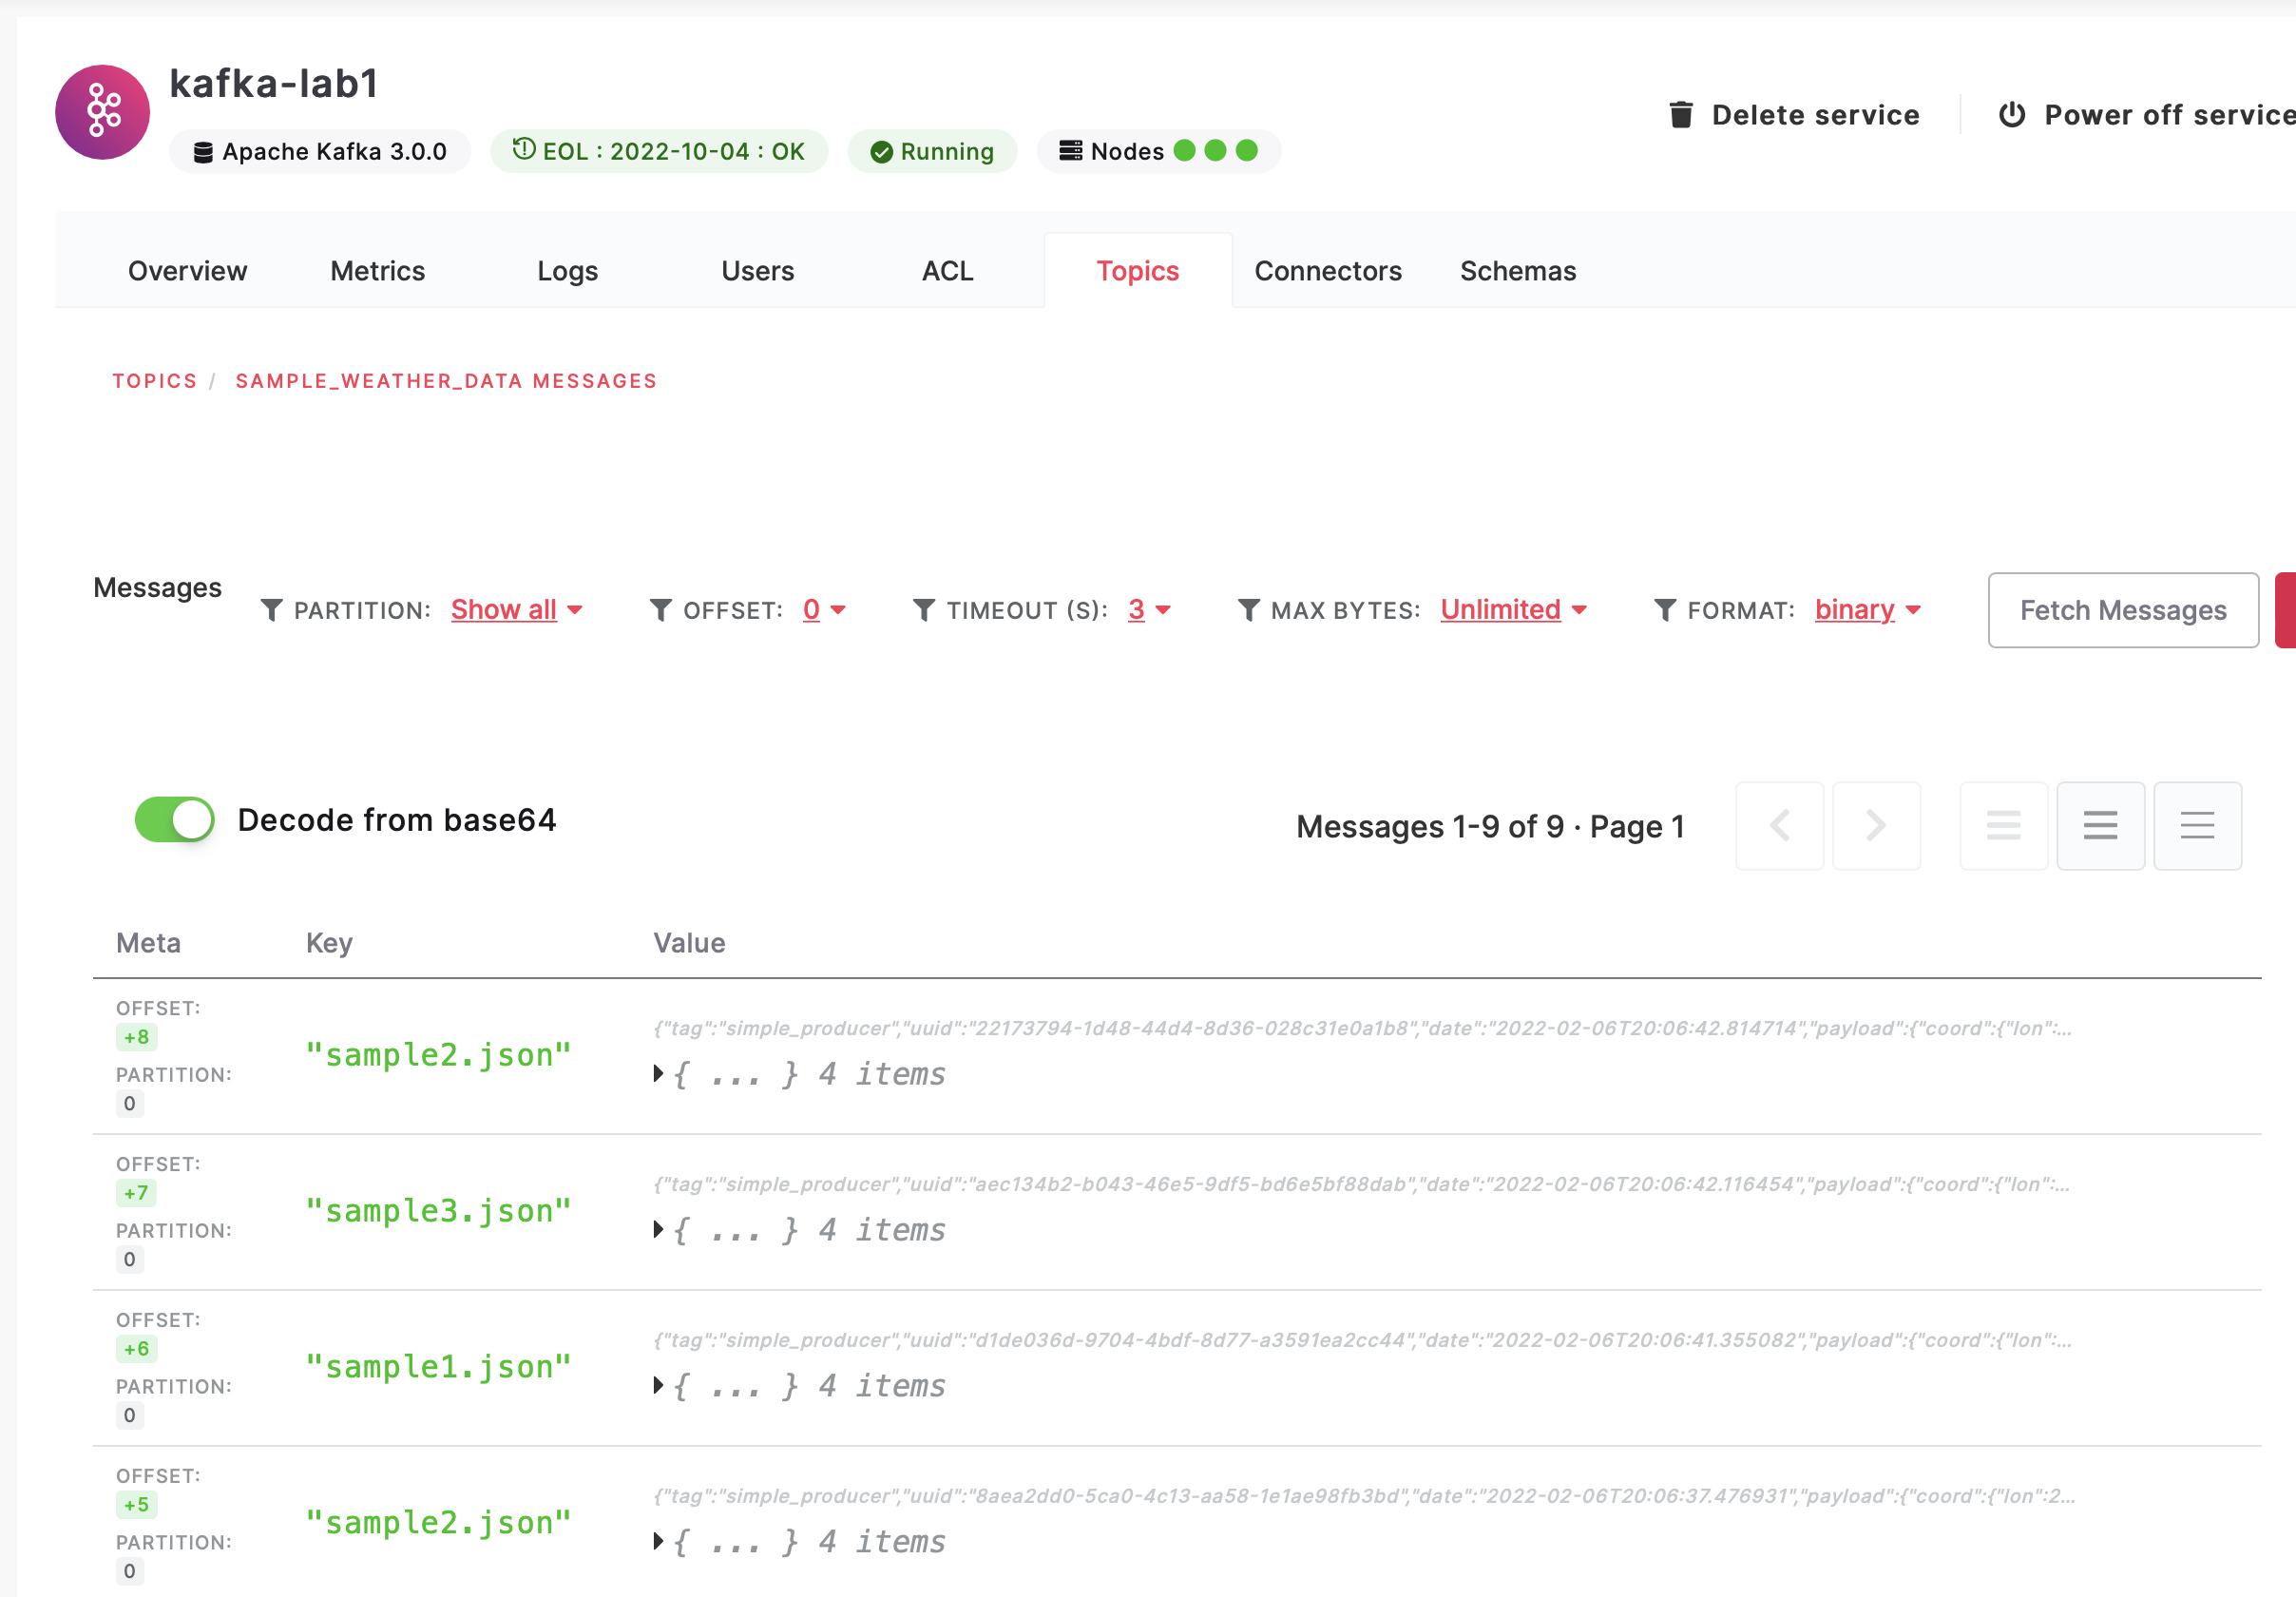 kafka-lab1
Apache Kafka 3.0.0 EOL : 2022-10-04 : OK Running Nodes
Delete service Power off service
Overview Metrics Logs Users ACL Topics Connectors Schemas
TOPICS / SAMPLE_WEATHER_DATA MESSAGES
Messages PARTITION: Show all OFFSET: 0 TIMEOUT (S): 3 MAX BYTES: Unlimited FORMAT: binary Fetch Messages
Decode from base64 Messages 1-9 of 9 · Page 1
Meta Key Value
OFFSET:
+8
PARTITION:
0
"sample2.json"
{"tag":"simple_producer","uuid":"22173794-1d48-44d4-8d36-028c31e0a1b8","date":"2022-02-06T20:06:42.814714","payload":{"coord":{"lon":...
{ ... } 4 items
OFFSET:
+7
PARTITION:
0
"sample3.json"
{"tag":"simple_producer","uuid":"aec134b2-b043-46e5-9df5-bd6e5bf88dab","date":"2022-02-06T20:06:42.116454","payload":{"coord":{"lon":...
{ ... } 4 items
OFFSET:
+6
PARTITION:
0
"sample1.json"
{"tag":"simple_producer","uuid":"d1de036d-9704-4bdf-8d77-a3591ea2cc44","date":"2022-02-06T20:06:41.355082","payload":{"coord":{"lon":...
{ ... } 4 items
OFFSET:
+5
PARTITION:
0
"sample2.json"
{"tag":"simple_producer","uuid":"8aea2dd0-5ca0-4c13-aa58-1e1ae98fb3bd","date":"2022-02-06T20:06:37.476931","payload":{"coord":{"lon":2...
{ ... } 4 items